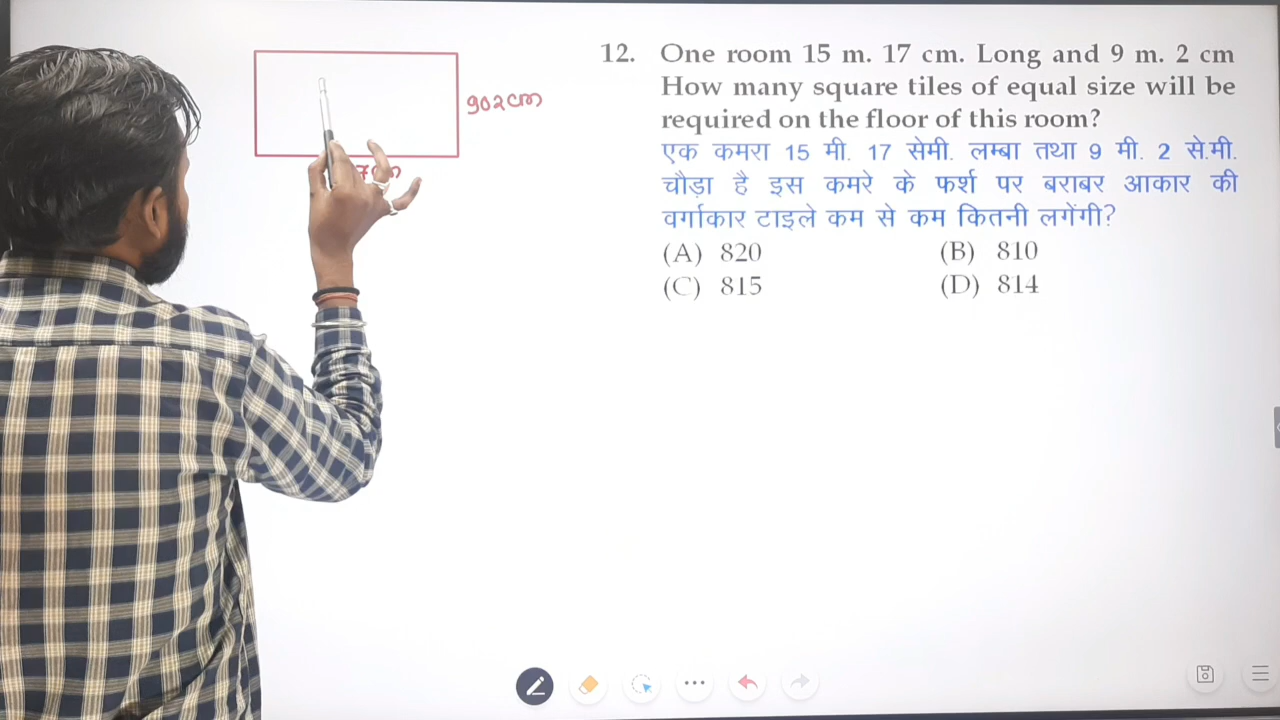 902 cm
12. One room 15 m. 17 cm. Long and 9 m. 2 cm
How many square tiles of equal size will be
required on the floor of this room?
एक कमरा 15 मी. 17 सेमी. लम्बा तथा 9 मी. 2 से.मी.
चौड़ा है इस कमरे के फर्श पर बराबर आकार की
वर्गाकार टाइले कम से कम कितनी लगेंगी?
(A) 820 (B) 810
(C) 815 (D) 814